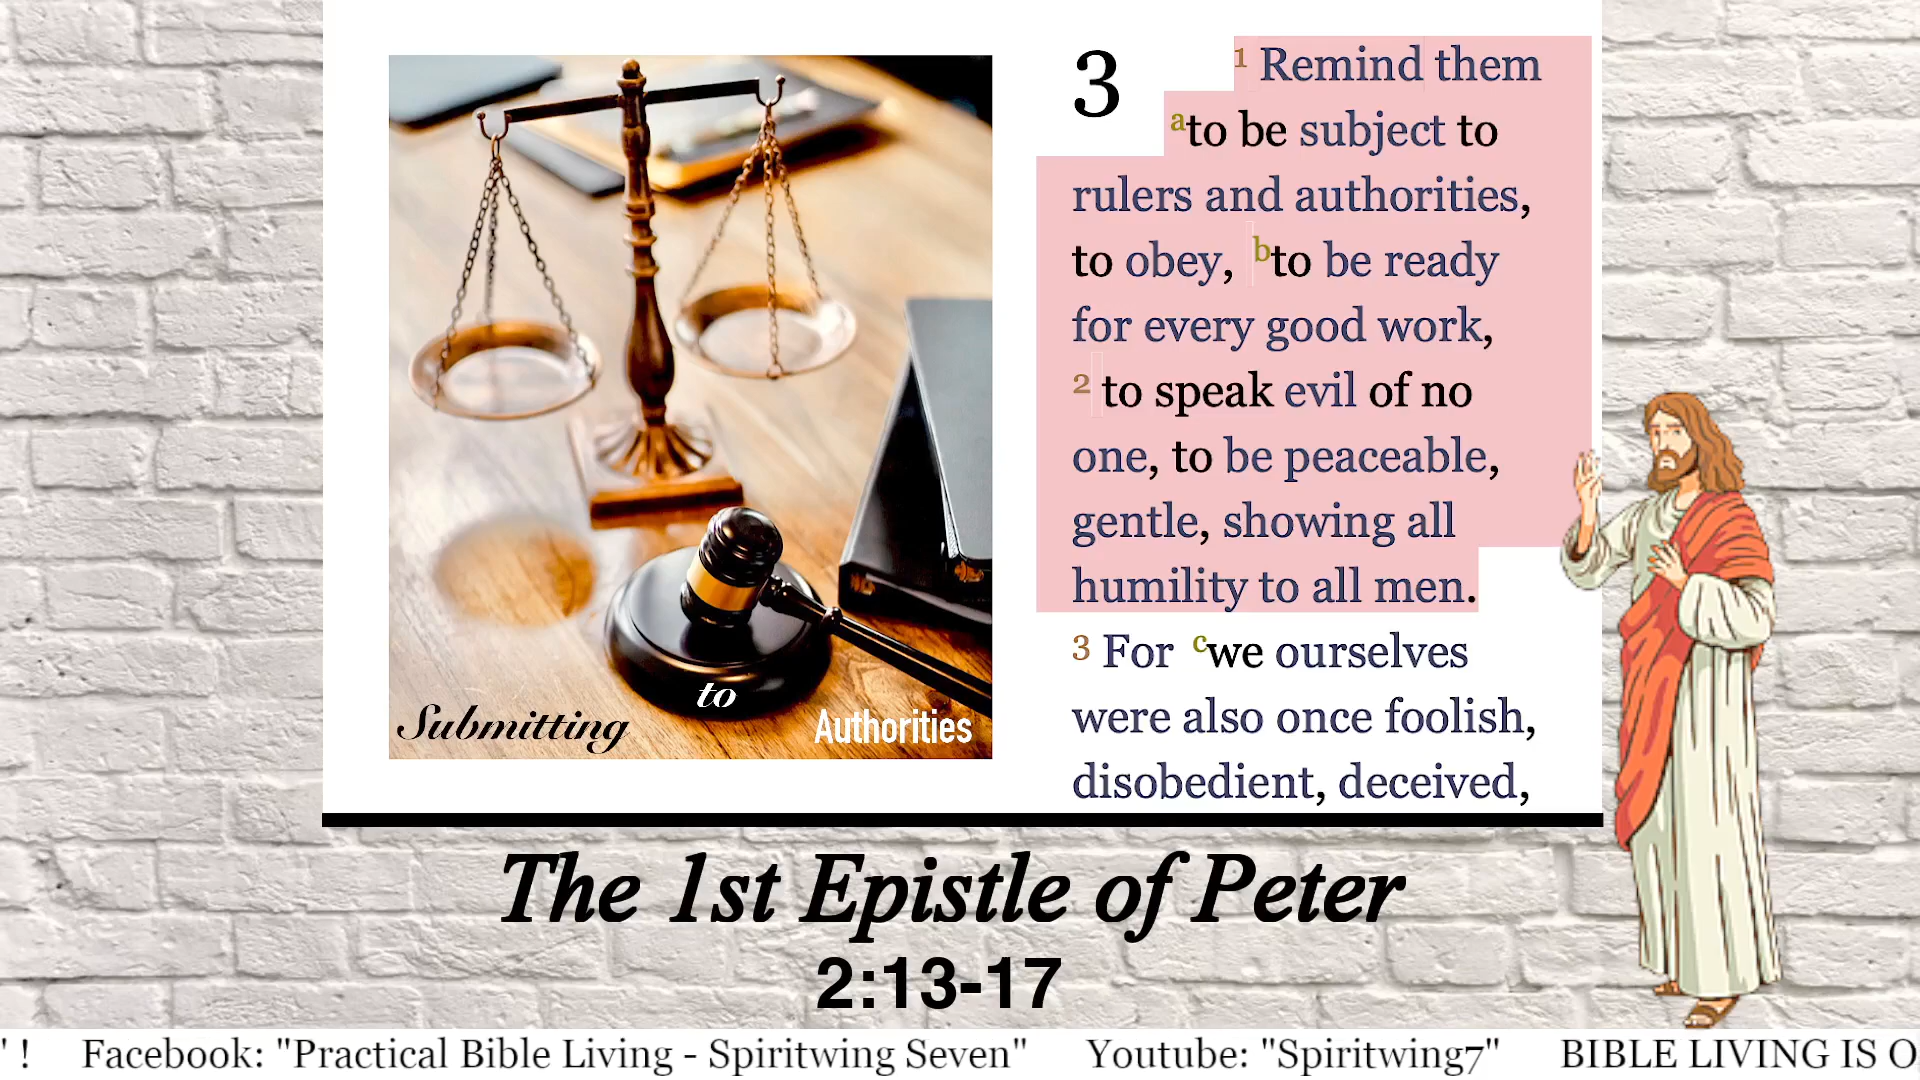 Submitting
to
Authorities
3
1 Remind them
a to be subject to
rulers and authorities,
to obey, b to be ready
for every good work,
2 to speak evil of no
one, to be peaceable,
gentle, showing all
humility to all men.
3 For c we ourselves
were also once foolish,
disobedient, deceived,
The 1st Epistle of Peter
2:13-17
" ! Facebook: "Practical Bible Living - Spiritwing Seven" Youtube: "Spiritwing7" BIBLE LIVING IS O